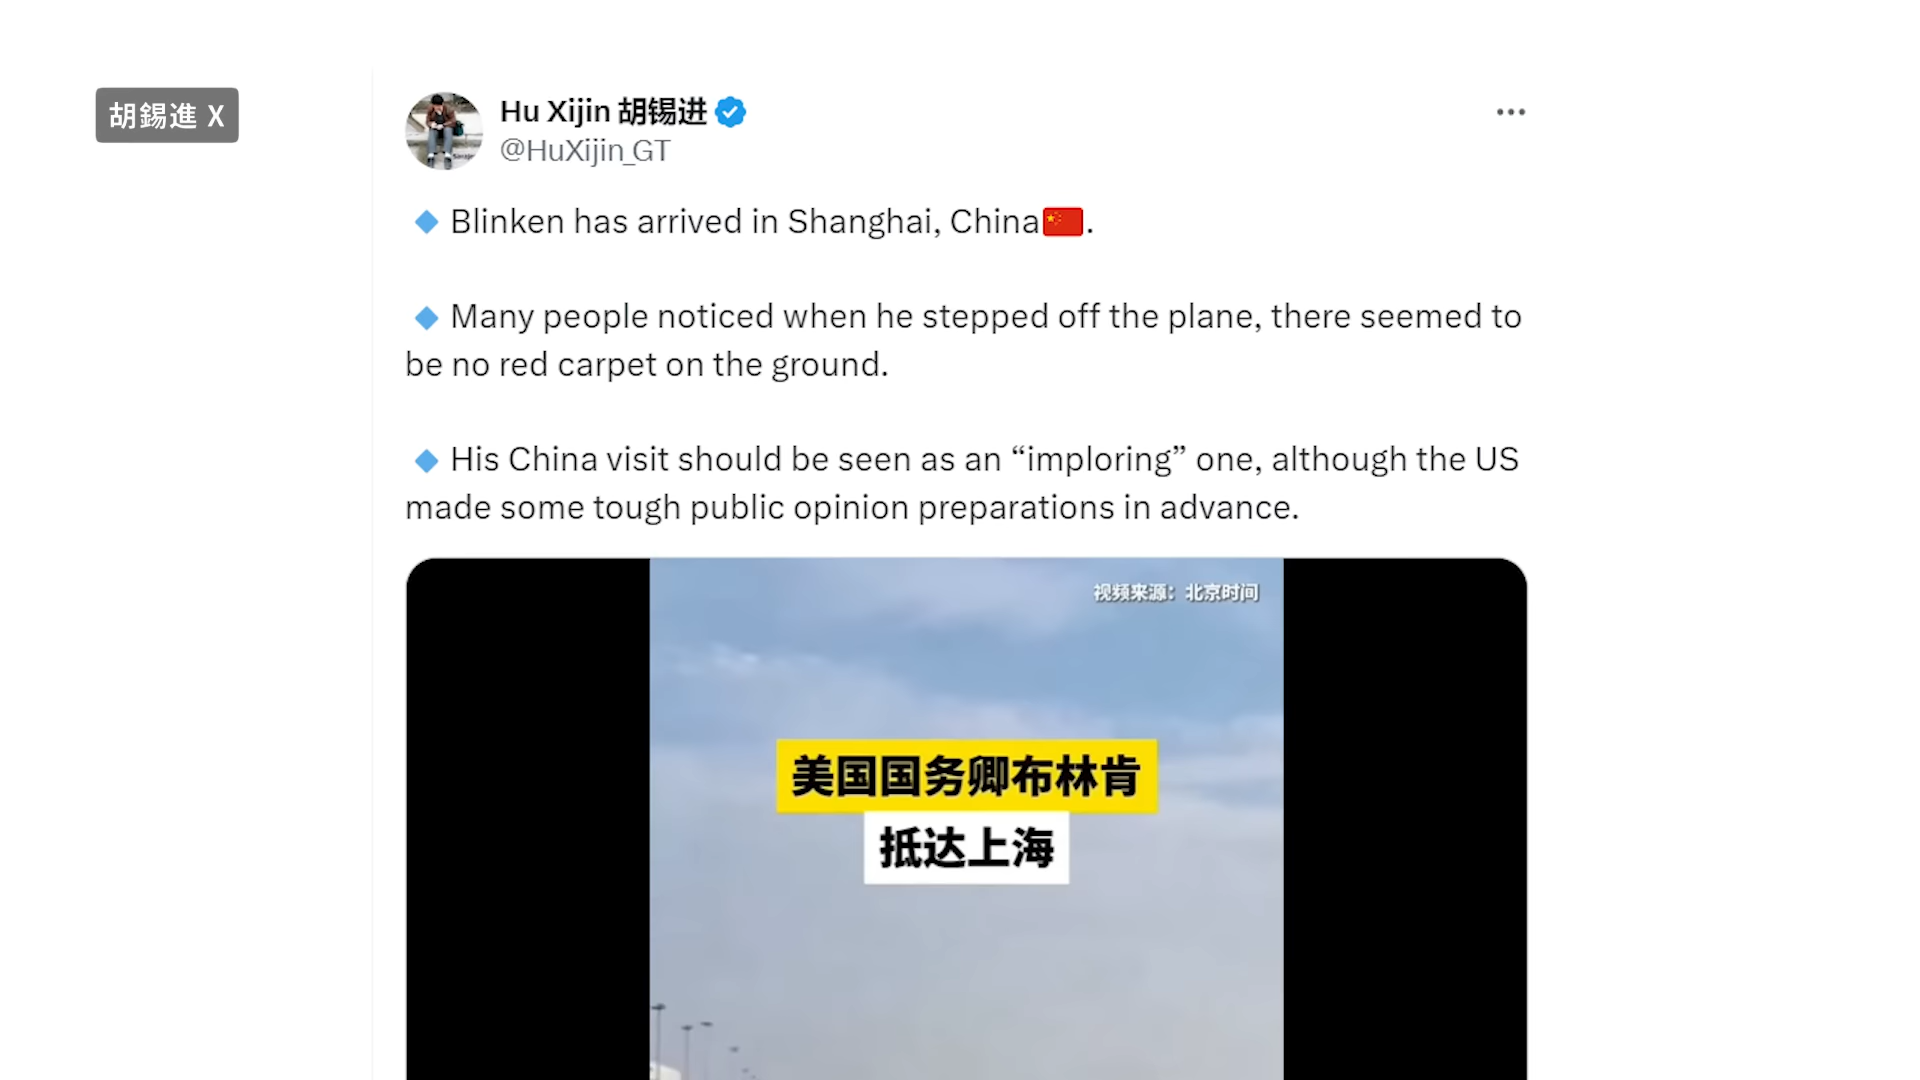 胡錫進 X
Hu Xijin 胡锡进
@HuXijin_GT
🔹 Blinken has arrived in Shanghai, China🇨🇳.
🔹 Many people noticed when he stepped off the plane, there seemed to
be no red carpet on the ground.
🔹 His China visit should be seen as an “imploring” one, although the US
made some tough public opinion preparations in advance.
视频来源：北京时间
美国国务卿布林肯
抵达上海